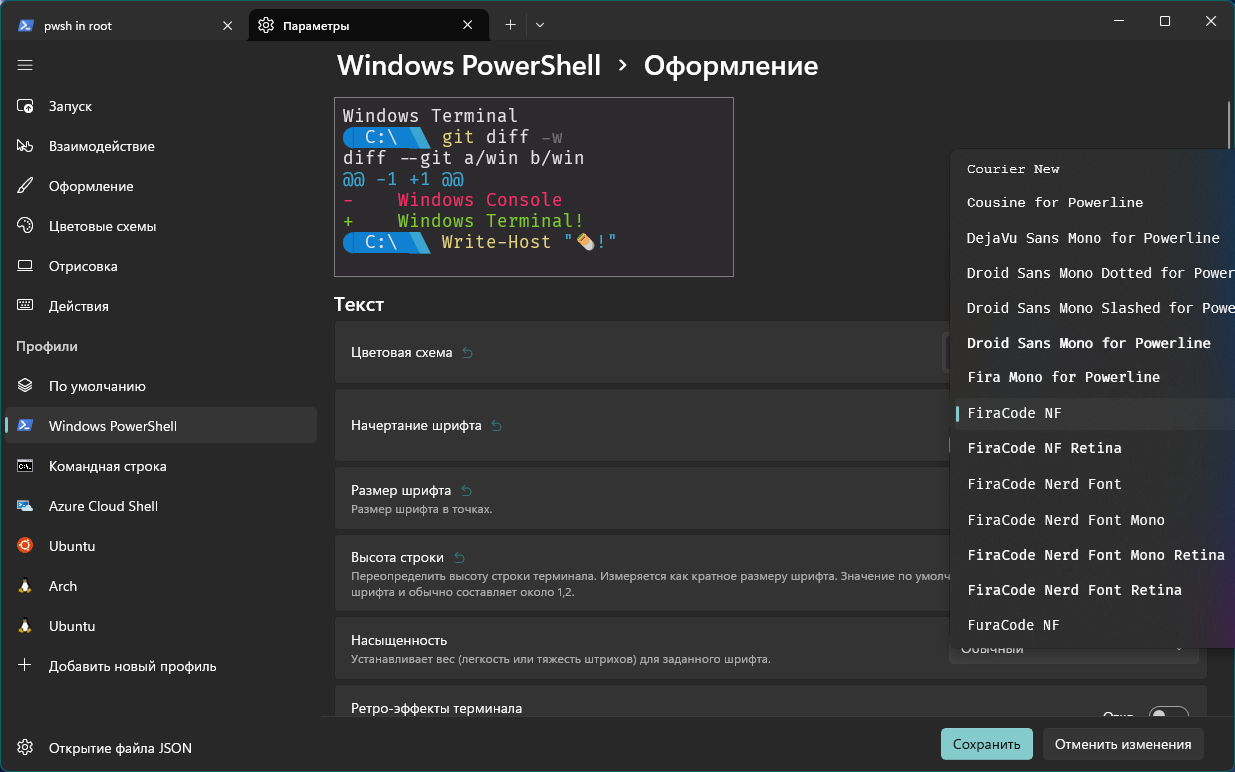 pwsh in root
Параметры
Windows PowerShell › Оформление
Запуск
Взаимодействие
Оформление
Цветовые схемы
Отрисовка
Действия
Профили
По умолчанию
Windows PowerShell
Командная строка
Azure Cloud Shell
Ubuntu
Arch
Ubuntu
Добавить новый профиль
Открытие файла JSON
Windows Terminal
C:\ git diff -w
diff --git a/win b/win
@@ -1 +1 @@
-    Windows Console
+    Windows Terminal!
C:\ Write-Host "🌯!"
Текст
Цветовая схема
Начертание шрифта
Размер шрифта
Размер шрифта в точках.
Высота строки
Переопределить высоту строки терминала. Измеряется как кратное размеру шрифта. Значение по умолч
шрифта и обычно составляет около 1,2.
Насыщенность
Устанавливает вес (легкость или тяжесть штрихов) для заданного шрифта.
Обычный
Ретро-эффекты терминала
Откл.
Courier New
Cousine for Powerline
DejaVu Sans Mono for Powerline
Droid Sans Mono Dotted for Power
Droid Sans Mono Slashed for Powe
Droid Sans Mono for Powerline
Fira Mono for Powerline
FiraCode NF
FiraCode NF Retina
FiraCode Nerd Font
FiraCode Nerd Font Mono
FiraCode Nerd Font Mono Retina
FiraCode Nerd Font Retina
FuraCode NF
Сохранить
Отменить изменения